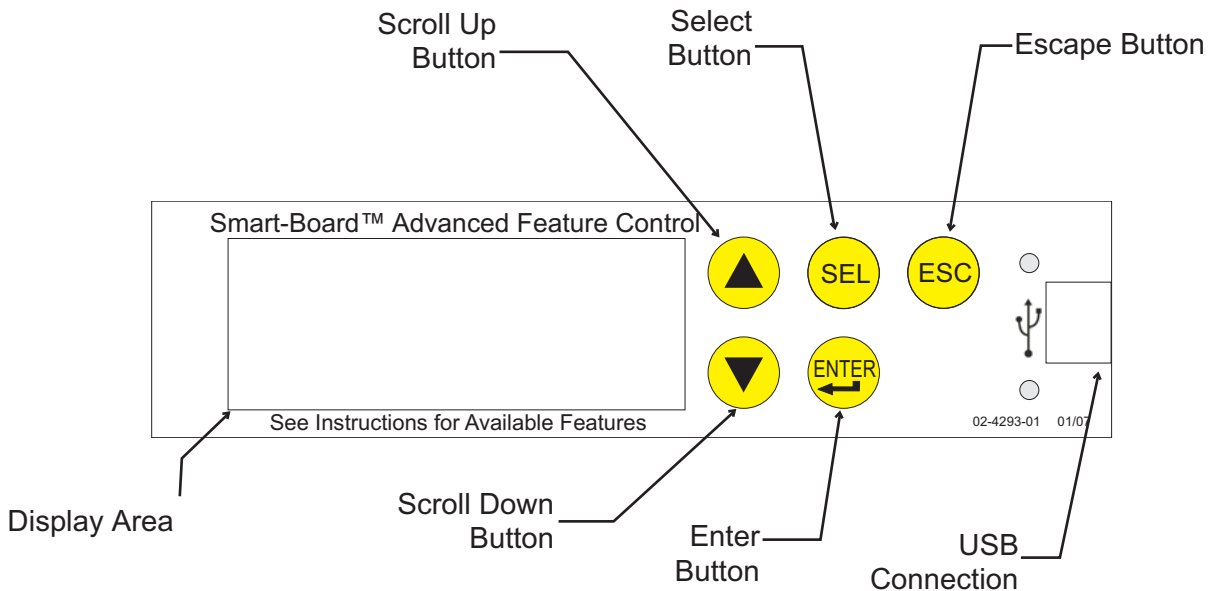 Scroll Up
Button
Select
Button
Escape Button
Smart-Board™ Advanced Feature Control
SEL
ESC
ENTER
See Instructions for Available Features
02-4293-01 01/07
Display Area
Scroll Down
Button
Enter
Button
USB
Connection